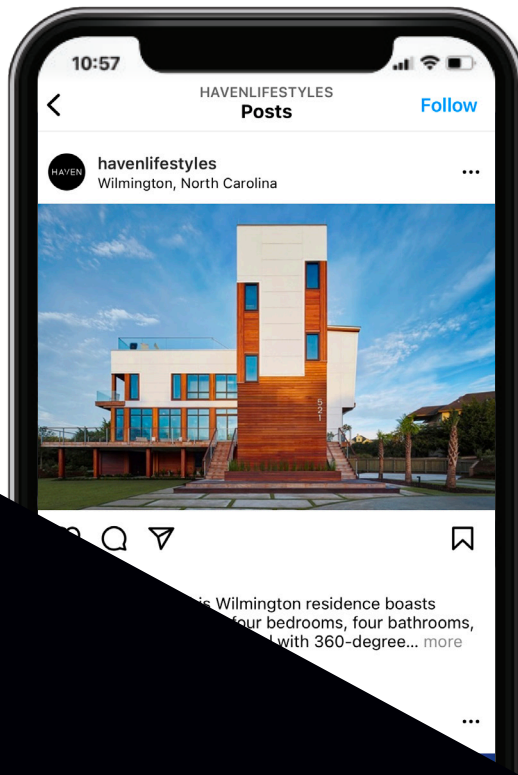 10:57
HAVENLIFESTYLES
Posts
Follow
HAVEN
havenlifestyles
Wilmington, North Carolina
521
Wilmington residence boasts
four bedrooms, four bathrooms,
with 360-degree... more